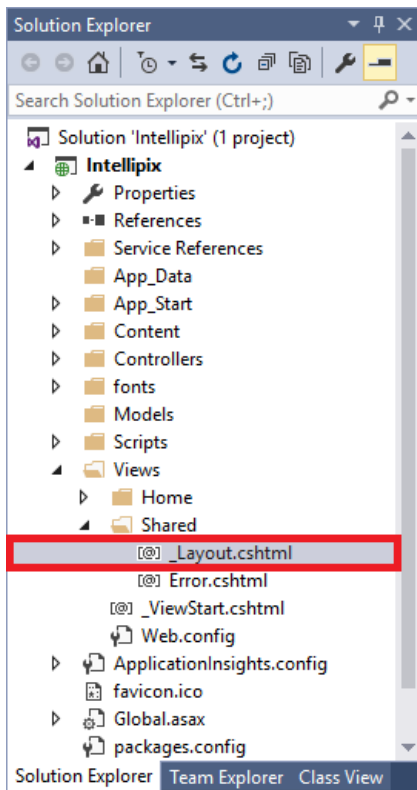 Solution Explorer
Search Solution Explorer (Ctrl+;)
Solution 'Intellipix' (1 project)
Intellipix
Properties
References
Service References
App_Data
App_Start
Content
Controllers
fonts
Models
Scripts
Views
Home
Shared
[@] _Layout.cshtml
[@] Error.cshtml
[@] _ViewStart.cshtml
Web.config
ApplicationInsights.config
favicon.ico
Global.asax
packages.config
Solution Explorer Team Explorer Class View